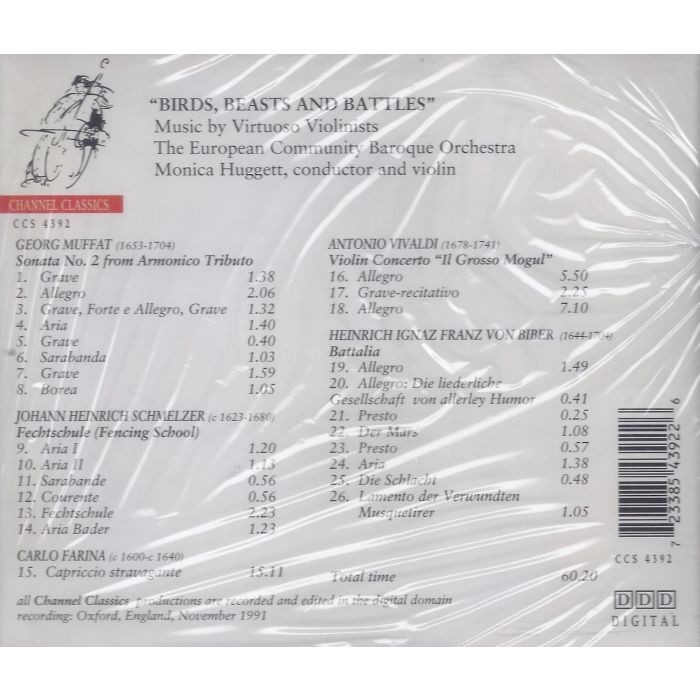 "BIRDS, BEASTS AND BATTLES"
Music by Virtuoso Violinists
The European Community Baroque Orchestra
Monica Huggett, conductor and violin
CHANNEL CLASSICS
CCS 4392
GEORG MUFFAT (1653-1704)
Sonata No. 2 from Armonico Tributo
1. Grave 1.38
2. Allegro 2.06
3. Grave, Forte e Allegro, Grave 1.32
4. Aria 1.40
5. Grave 0.40
6. Sarabanda 1.03
7. Grave 1.59
8. Borea 1.05
JOHANN HEINRICH SCHMELZER (c 1623-1680)
Fechtschule (Fencing School)
9. Aria I 1.20
10. Aria II 1.13
11. Sarabande 0.56
12. Courente 0.56
13. Fechtschule 2.23
14. Aria Bader 1.23
CARLO FARINA (c 1600-c 1640)
15. Capriccio stravagante 15.11
ANTONIO VIVALDI (1678-1741)
Violin Concerto "Il Grosso Mogul"
16. Allegro 5.50
17. Grave-recitativo 2.25
18. Allegro 7.10
HEINRICH IGNAZ FRANZ VON BIBER (1644-1704)
Battalia
19. Allegro 1.49
20. Allegro: Die liederliche
Gesellschaft von allerley Humor 0.41
21. Presto 0.25
22. Der Mars 1.08
23. Presto 0.57
24. Aria 1.38
25. Die Schlacht 0.48
26. Lamento der Verwundten
Musquetirer 1.05
Total time 60.20
all Channel Classics productions are recorded and edited in the digital domain
recording: Oxford, England, November 1991
7 23385 43922 6
CCS 4392
DDD
DIGITAL